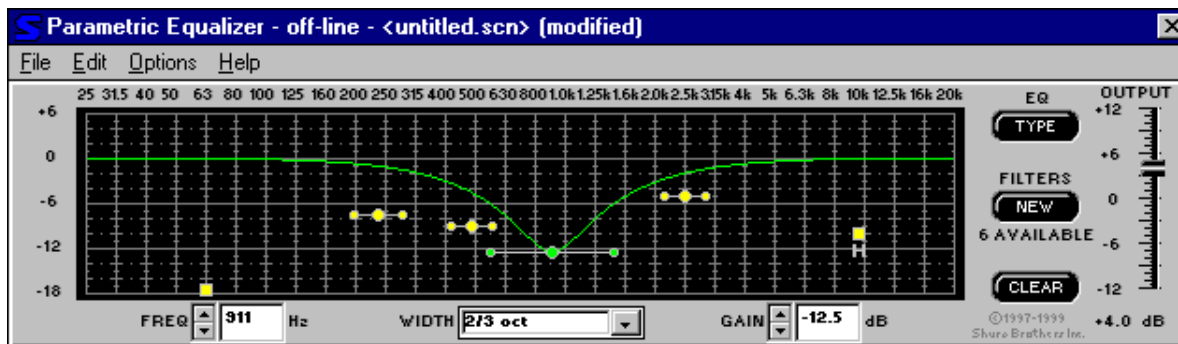 Parametric Equalizer - off-line - <untitled.scn> (modified)
File Edit Options Help
25 31.5 40 50 63 80 100 125 160 200 250 315 400 500 630 800 1.0k 1.25k 1.6k 2.0k 2.5k 3.15k 4k 5k 6.3k 8k 10k 12.5k 16k 20k
+6
0
-6
-12
-18
H
FREQ 911 Hz WIDTH 2/3 oct GAIN -12.5 dB
EQ
TYPE
FILTERS
NEW
6 AVAILABLE
CLEAR
©1997-1999
Shure Brothers Inc.
OUTPUT
+12
+6
0
-6
-12
+4.0 dB